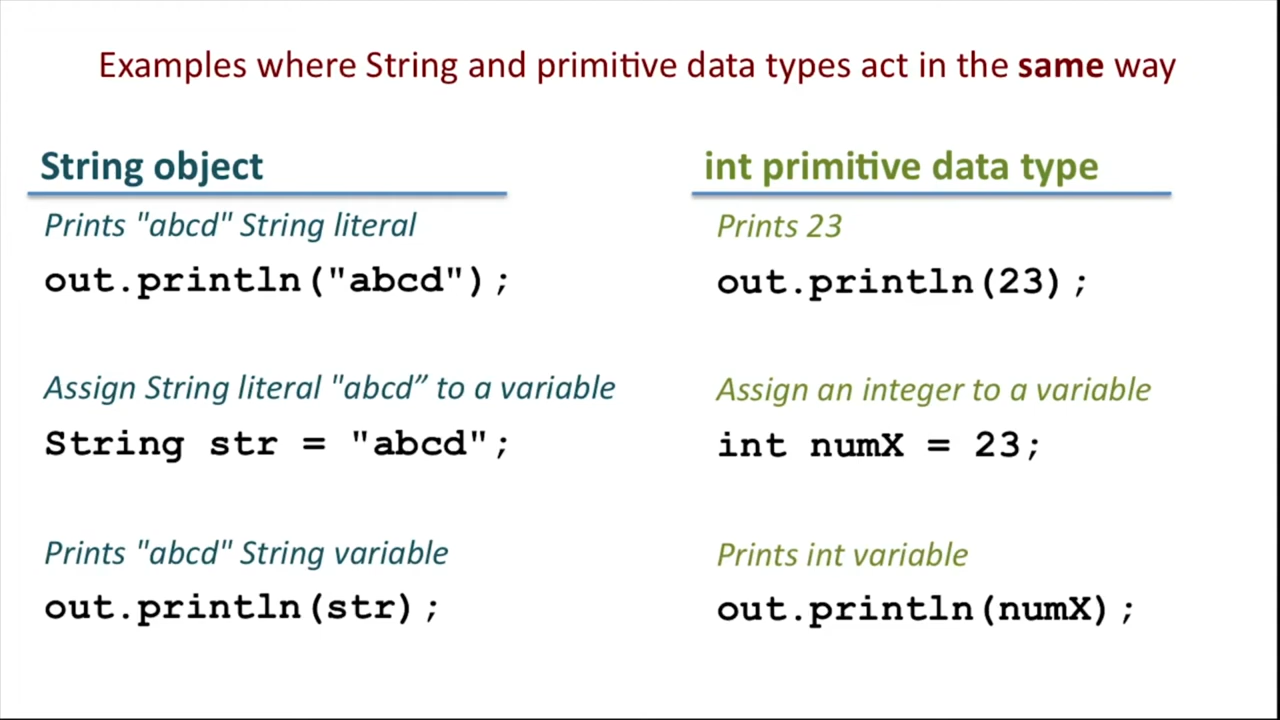 Examples where String and primitive data types act in the same way
String object
Prints "abcd" String literal
out.println("abcd");
Assign String literal "abcd” to a variable
String str = "abcd";
Prints "abcd" String variable
out.println(str);
int primitive data type
Prints 23
out.println(23);
Assign an integer to a variable
int numX = 23;
Prints int variable
out.println(numX);